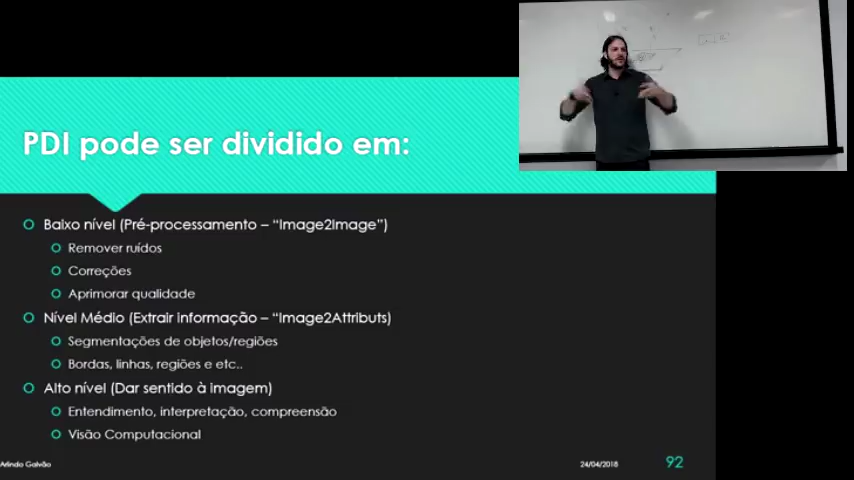 PDI pode ser dividido em:
Baixo nível (Pré-processamento – “Image2Image”)
Remover ruídos
Correções
Aprimorar qualidade
Nível Médio (Extrair informação – “Image2Attributs)
Segmentações de objetos/regiões
Bordas, linhas, regiões e etc..
Alto nível (Dar sentido à imagem)
Entendimento, interpretação, compreensão
Visão Computacional
Arlindo Galvão
24/04/2018
92